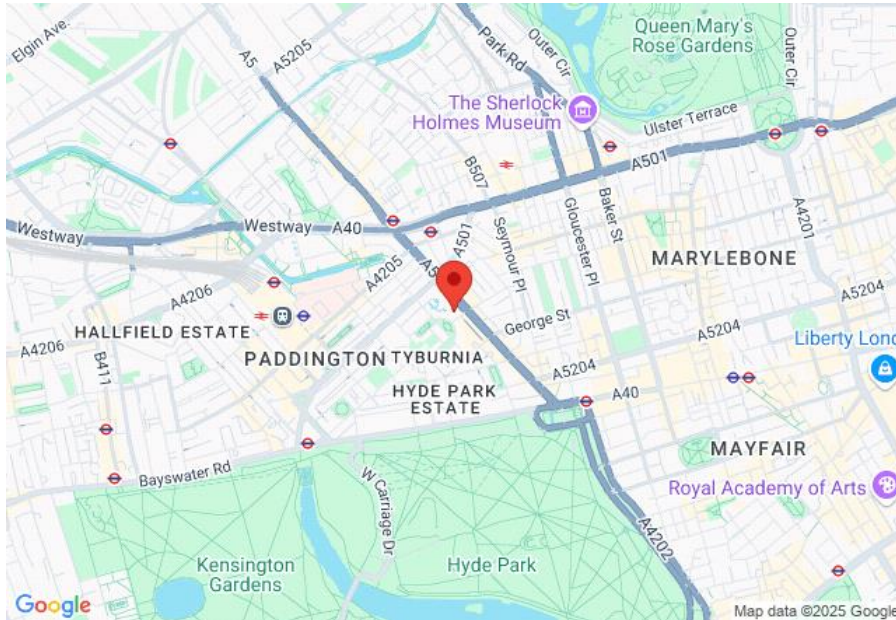 Elgin Ave.
A5
A5205
Park Rd
Outer Cir
Queen Mary's
Rose Gardens
Outer Cir
The Sherlock
Holmes Museum
Ulster Terrace
A501
B507
Baker St
Gloucester Pl
Seymour Pl
A501
A4201
Westway
Westway
A40
A4205
A5
MARYLEBONE
A4206
George St
A5204
A5204
HALLFIELD ESTATE
A4206
B411
PADDINGTON
TYBURNIA
Liberty Lond
HYDE PARK
ESTATE
A5204
A40
MAYFAIR
Bayswater Rd
W Carriage Dr
Royal Academy of Arts
A4202
Kensington
Gardens
Hyde Park
Google
Map data ©2025 Google